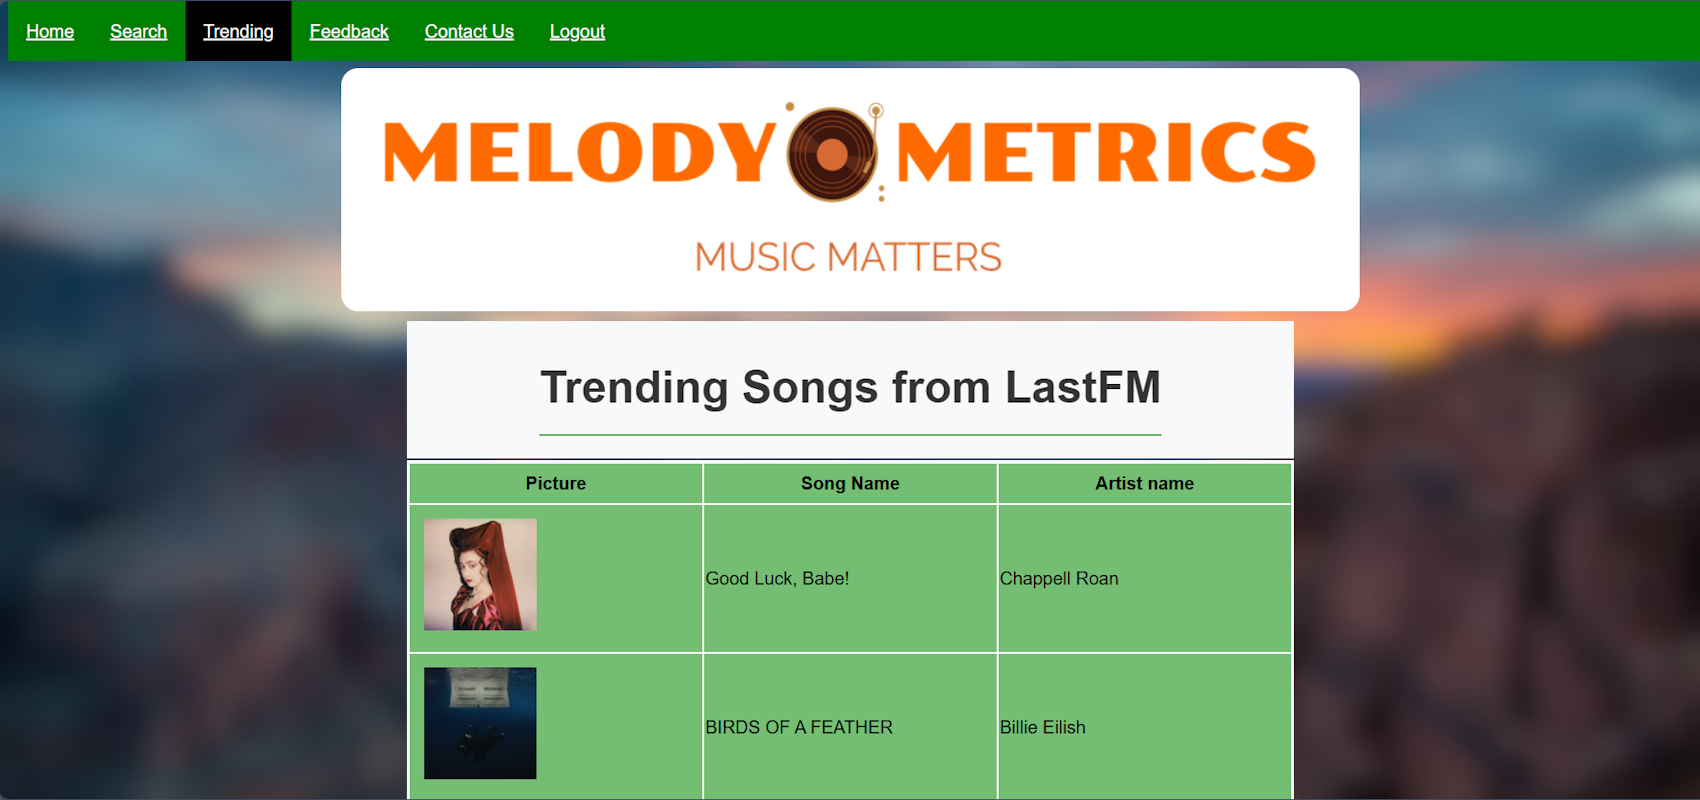 Home Search Trending Feedback Contact Us Logout
MELODY METRICS
MUSIC MATTERS
Trending Songs from LastFM
Picture Song Name Artist name
Good Luck, Babe! Chappell Roan
BIRDS OF A FEATHER Billie Eilish